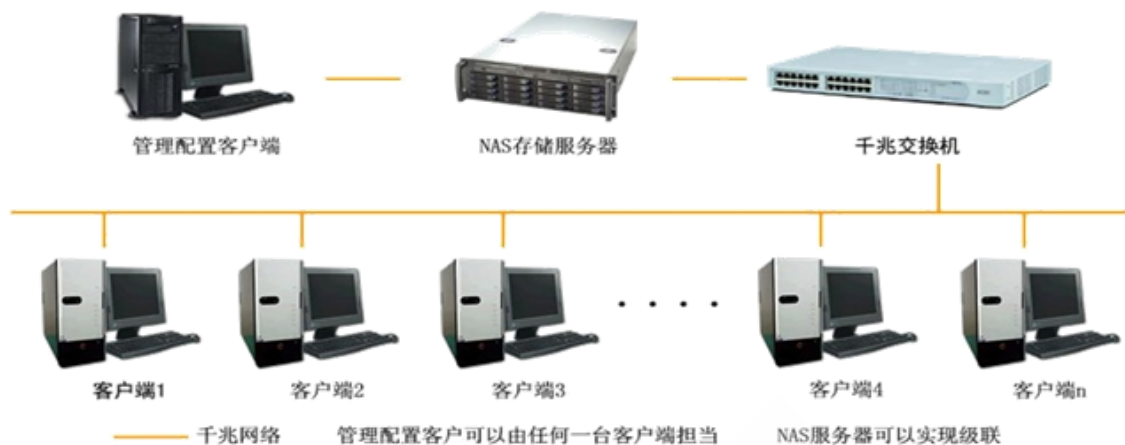 管理配置客户端
NAS存储服务器
千兆交换机
客户端1
客户端2
客户端3
客户端4
客户端n
千兆网络
管理配置客户可以由任何一台客户端担当
NAS服务器可以实现级联